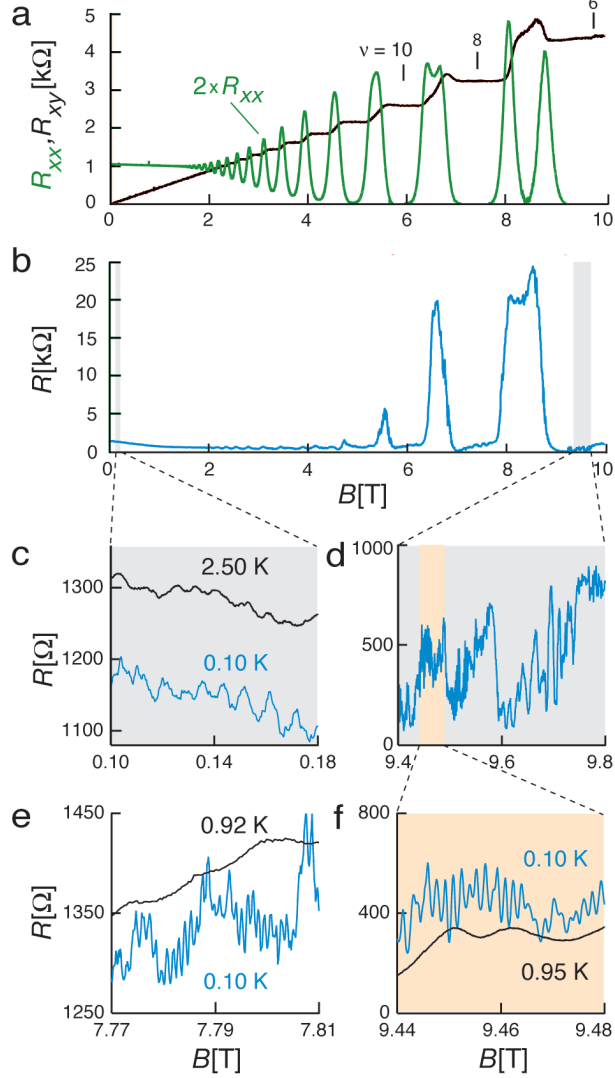 a
R_xx, R_xy [kΩ]
5
4
3
2
1
0
2×R_xx
ν = 10
8
6
0 2 4 6 8 10
b
R[kΩ]
25
20
15
10
5
0
0 2 4 6 8 10
B[T]
c
R[Ω]
1300
1200
1100
2.50 K
0.10 K
0.10 0.14 0.18
d
1000
500
0
9.4 9.6 9.8
e
R[Ω]
1450
1350
1250
0.92 K
0.10 K
7.77 7.79 7.81
B[T]
f
800
400
0
0.10 K
0.95 K
9.44 9.46 9.48
B[T]